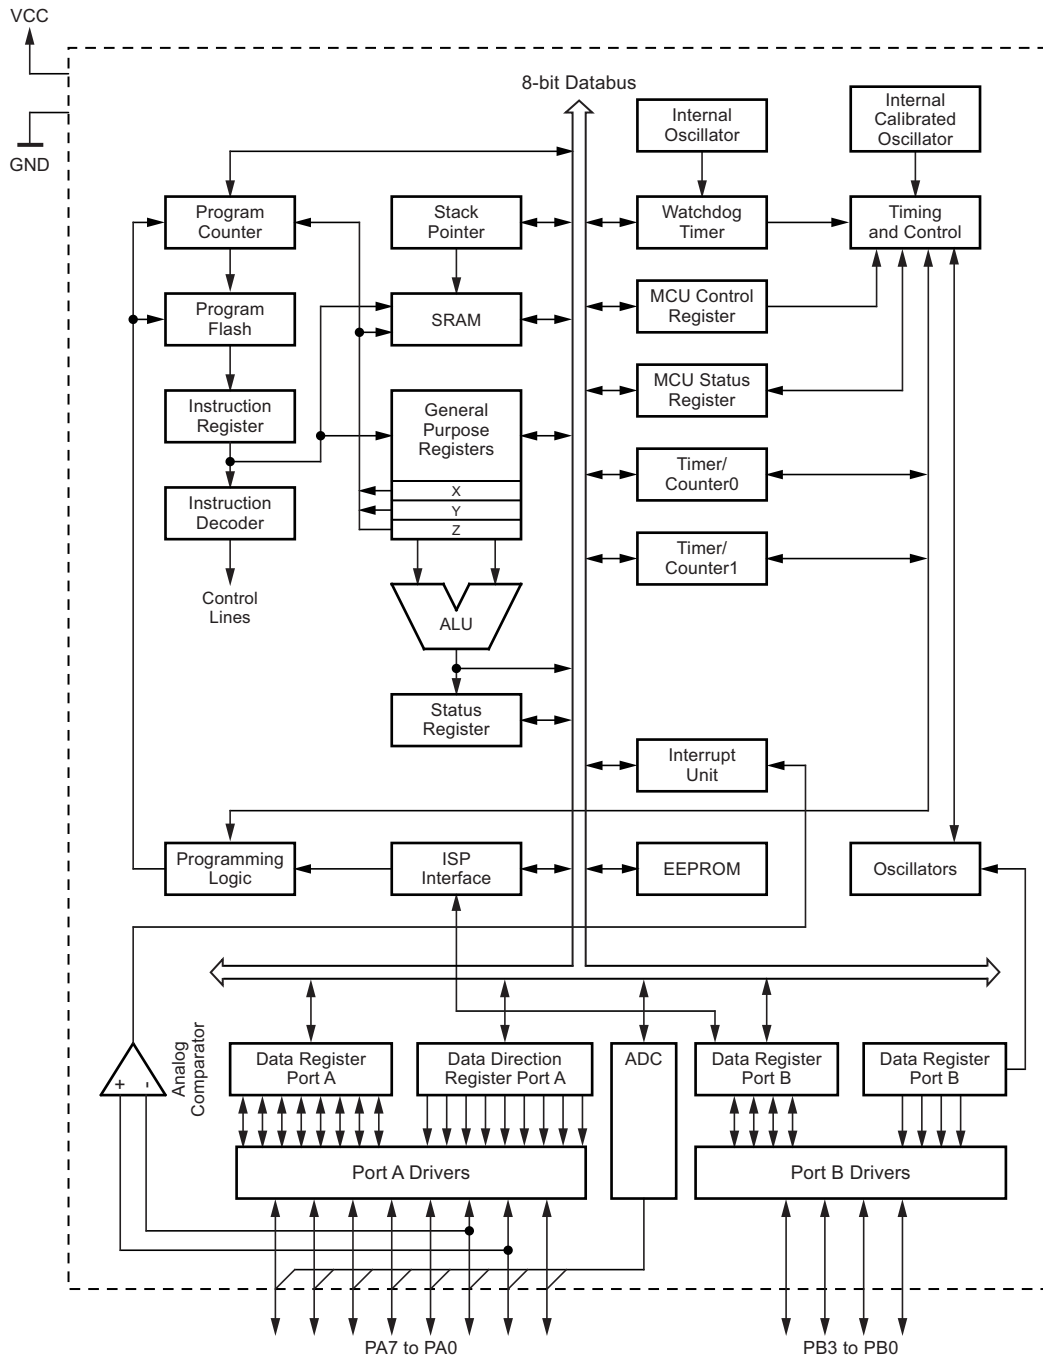 VCC
GND
8-bit Databus
Internal
Oscillator
Internal
Calibrated
Oscillator
Program
Counter
Stack
Pointer
Watchdog
Timer
Timing
and Control
Program
Flash
SRAM
MCU Control
Register
Instruction
Register
General
Purpose
Registers
X
Y
Z
MCU Status
Register
Instruction
Decoder
Timer/
Counter0
Control
Lines
Timer/
Counter1
ALU
Status
Register
Interrupt
Unit
Programming
Logic
ISP
Interface
EEPROM
Oscillators
Analog
Comparator
+
-
Data Register
Port A
Data Direction
Register Port A
ADC
Data Register
Port B
Data Register
Port B
Port A Drivers
Port B Drivers
PA7 to PA0
PB3 to PB0